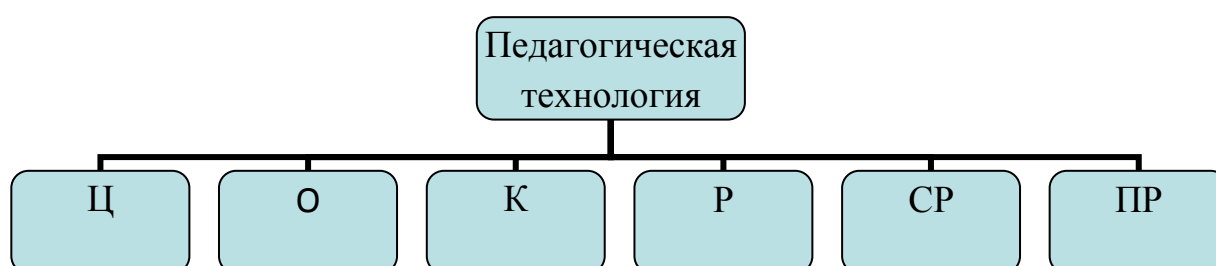 Педагогическая
технология
Ц
О
К
Р
СР
ПР